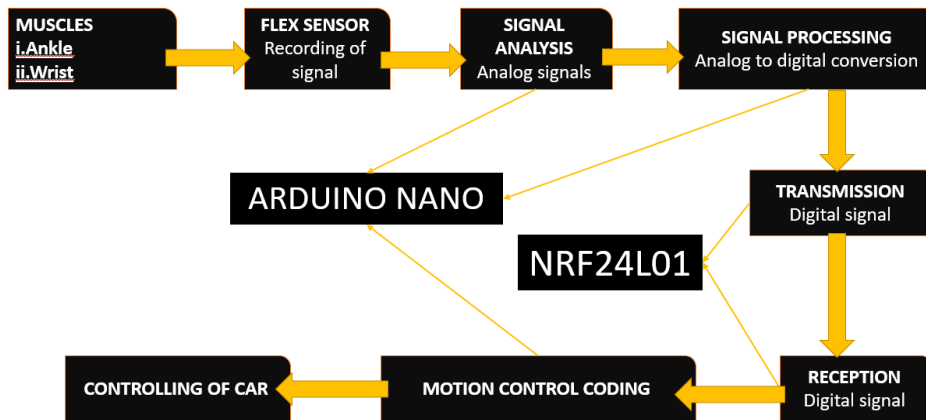 MUSCLES
i.Ankle
ii.Wrist
FLEX SENSOR
Recording of
signal
SIGNAL
ANALYSIS
Analog signals
SIGNAL PROCESSING
Analog to digital conversion
ARDUINO NANO
TRANSMISSION
Digital signal
NRF24L01
CONTROLLING OF CAR
MOTION CONTROL CODING
RECEPTION
Digital signal